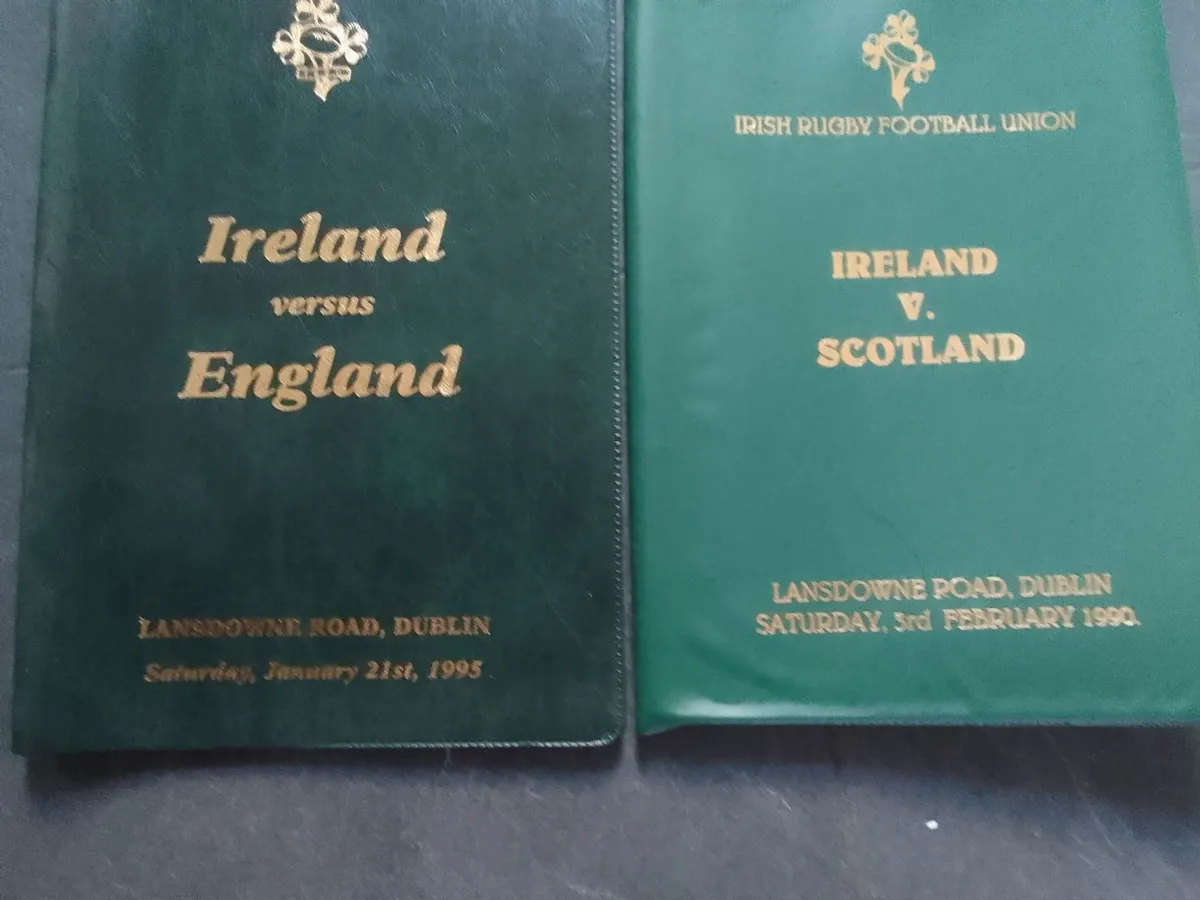 Ireland
versus
England
LANSDOWNE ROAD, DUBLIN
Saturday, January 21st, 1995
IRISH RUGBY FOOTBALL UNION
IRELAND
V.
SCOTLAND
LANSDOWNE ROAD, DUBLIN
SATURDAY, 3rd FEBRUARY 1990.